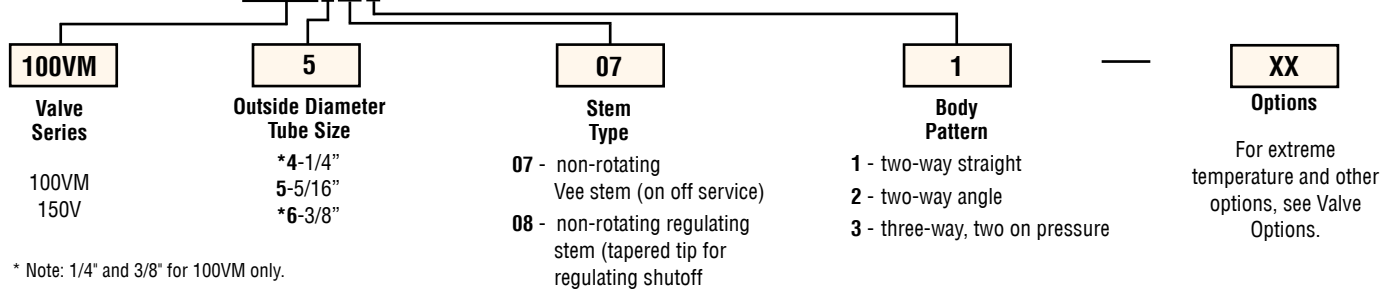 100VM
5
07
1
—
XX
Valve
Series
100VM
150V
Outside Diameter
Tube Size
*4-1/4”
5-5/16”
*6-3/8”
Stem
Type
07 - non-rotating
Vee stem (on off service)
08 - non-rotating regulating
stem (tapered tip for
regulating shutoff
Body
Pattern
1 - two-way straight
2 - two-way angle
3 - three-way, two on pressure
Options
For extreme
temperature and other
options, see Valve
Options.
* Note: 1/4" and 3/8" for 100VM only.